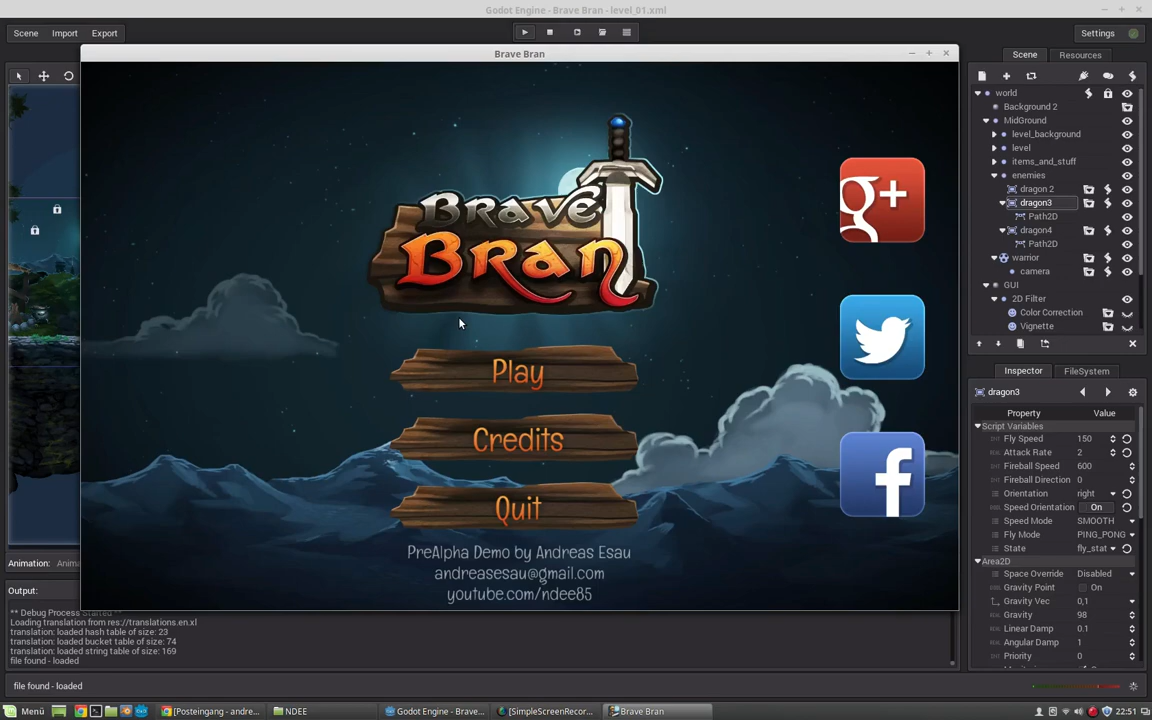 Godot Engine - Brave Bran - level_01.xml
Scene Import Export
Settings
Brave Bran
Scene Resources
world
Background 2
MidGround
level_background
level
items_and_stuff
enemies
dragon 2
dragon3
Path2D
dragon4
Path2D
warrior
camera
GUI
2D Filter
Color Correction
Vignette
Brave
Bran
g+
f
Play
Credits
Quit
PreAlpha Demo by Andreas Esau
andreasesau@gmail.com
youtube.com/ndee85
Inspector FileSystem
dragon3
Property Value
Script Variables
Fly Speed 150
Attack Rate 2
Fireball Speed 600
Fireball Direction 0
Orientation right
Speed Orientation On
Speed Mode SMOOTH
Fly Mode PING_PONG
State fly_stat
Area2D
Space Override Disabled
Gravity Point On
Gravity Vec 0,1
Gravity 98
Linear Damp 0.1
Angular Damp 1
Priority 0
Animation:
Output:
** Debug Process Started **
Loading translation from res://translations.en.xl
translation: loaded hash table of size: 23
translation: loaded bucket table of size: 74
translation: loaded string table of size: 169
file found - loaded
file found - loaded
Menü [Posteingang - andre... NDEE Godot Engine - Brave... [SimpleScreenRecor... Brave Bran 22:51